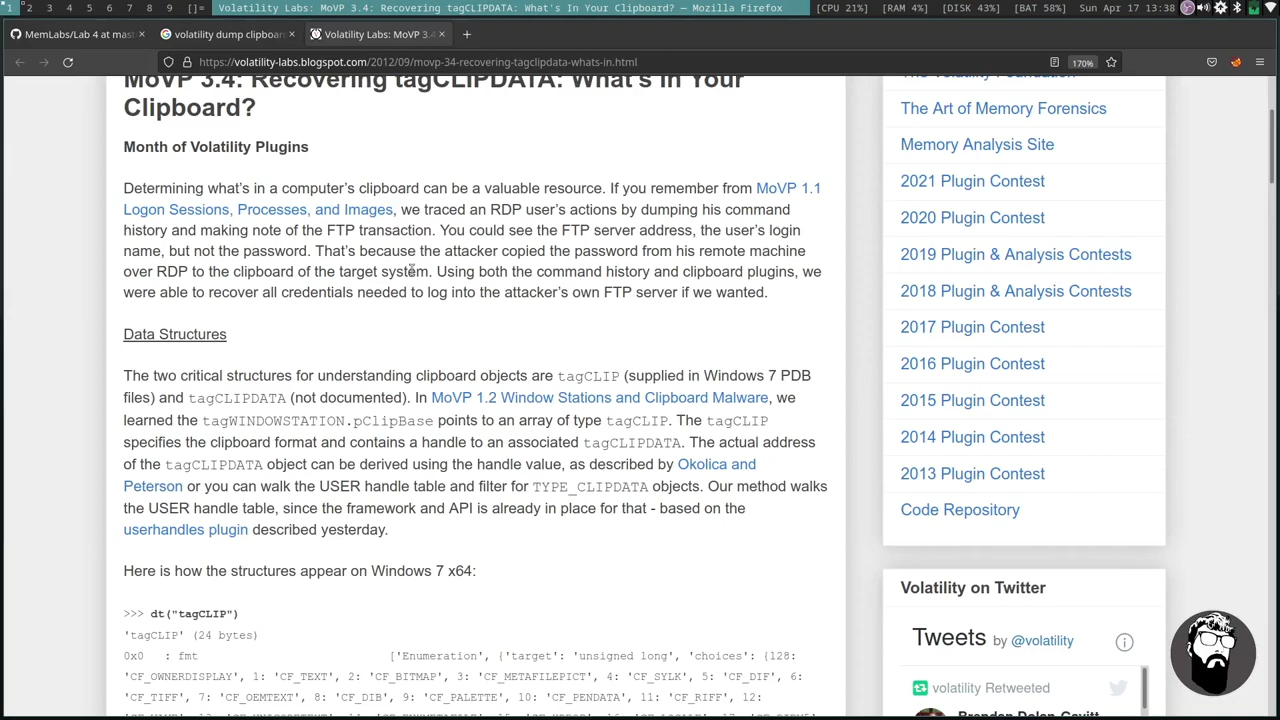 1 2 3 4 5 6 7 8 9 []= Volatility Labs: MoVP 3.4: Recovering tagCLIPDATA: What's In Your Clipboard? — Mozilla Firefox [CPU 21%] [RAM 4%] [DISK 43%] [BAT 58%] Sun Apr 17 13:38
MemLabs/Lab 4 at mast volatility dump clipboar Volatility Labs: MoVP 3.4
https://volatility-labs.blogspot.com/2012/09/movp-34-recovering-tagclipdata-whats-in.html 170%
MoVP 3.4: Recovering tagCLIPDATA: What's In Your
Clipboard?
Month of Volatility Plugins
Determining what's in a computer's clipboard can be a valuable resource. If you remember from MoVP 1.1
Logon Sessions, Processes, and Images, we traced an RDP user's actions by dumping his command
history and making note of the FTP transaction. You could see the FTP server address, the user's login
name, but not the password. That's because the attacker copied the password from his remote machine
over RDP to the clipboard of the target system. Using both the command history and clipboard plugins, we
were able to recover all credentials needed to log into the attacker's own FTP server if we wanted.
Data Structures
The two critical structures for understanding clipboard objects are tagCLIP (supplied in Windows 7 PDB
files) and tagCLIPDATA (not documented). In MoVP 1.2 Window Stations and Clipboard Malware, we
learned the tagWINDOWSTATION.pClipBase points to an array of type tagCLIP. The tagCLIP
specifies the clipboard format and contains a handle to an associated tagCLIPDATA. The actual address
of the tagCLIPDATA object can be derived using the handle value, as described by Okolica and
Peterson or you can walk the USER handle table and filter for TYPE_CLIPDATA objects. Our method walks
the USER handle table, since the framework and API is already in place for that - based on the
userhandles plugin described yesterday.
Here is how the structures appear on Windows 7 x64:
>>> dt("tagCLIP")
'tagCLIP' (24 bytes)
0x0 : fmt ['Enumeration', {'target': 'unsigned long', 'choices': {128:
'CF_OWNERDISPLAY', 1: 'CF_TEXT', 2: 'CF_BITMAP', 3: 'CF_METAFILEPICT', 4: 'CF_SYLK', 5: 'CF_DIF', 6:
'CF_TIFF', 7: 'CF_OEMTEXT', 8: 'CF_DIB', 9: 'CF_PALETTE', 10: 'CF_PENDATA', 11: 'CF_RIFF', 12:
The Volatility Foundation
The Art of Memory Forensics
Memory Analysis Site
2021 Plugin Contest
2020 Plugin Contest
2019 Plugin & Analysis Contests
2018 Plugin & Analysis Contests
2017 Plugin Contest
2016 Plugin Contest
2015 Plugin Contest
2014 Plugin Contest
2013 Plugin Contest
Code Repository
Volatility on Twitter
Tweets by @volatility
volatility Retweeted